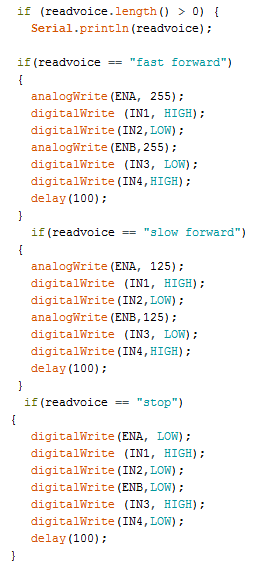 if (readvoice.length() > 0) {
Serial.println(readvoice);
if(readvoice == "fast forward")
{
analogWrite(ENA, 255);
digitalWrite (IN1, HIGH);
digitalWrite(IN2,LOW);
analogWrite(ENB,255);
digitalWrite (IN3, LOW);
digitalWrite(IN4,HIGH);
delay(100);
}
if(readvoice == "slow forward")
{
analogWrite(ENA, 125);
digitalWrite (IN1, HIGH);
digitalWrite(IN2,LOW);
analogWrite(ENB,125);
digitalWrite (IN3, LOW);
digitalWrite(IN4,HIGH);
delay(100);
}
if(readvoice == "stop")
{
digitalWrite(ENA, LOW);
digitalWrite (IN1, HIGH);
digitalWrite(IN2,LOW);
digitalWrite(ENB,LOW);
digitalWrite (IN3, HIGH);
digitalWrite(IN4,LOW);
delay(100);
}